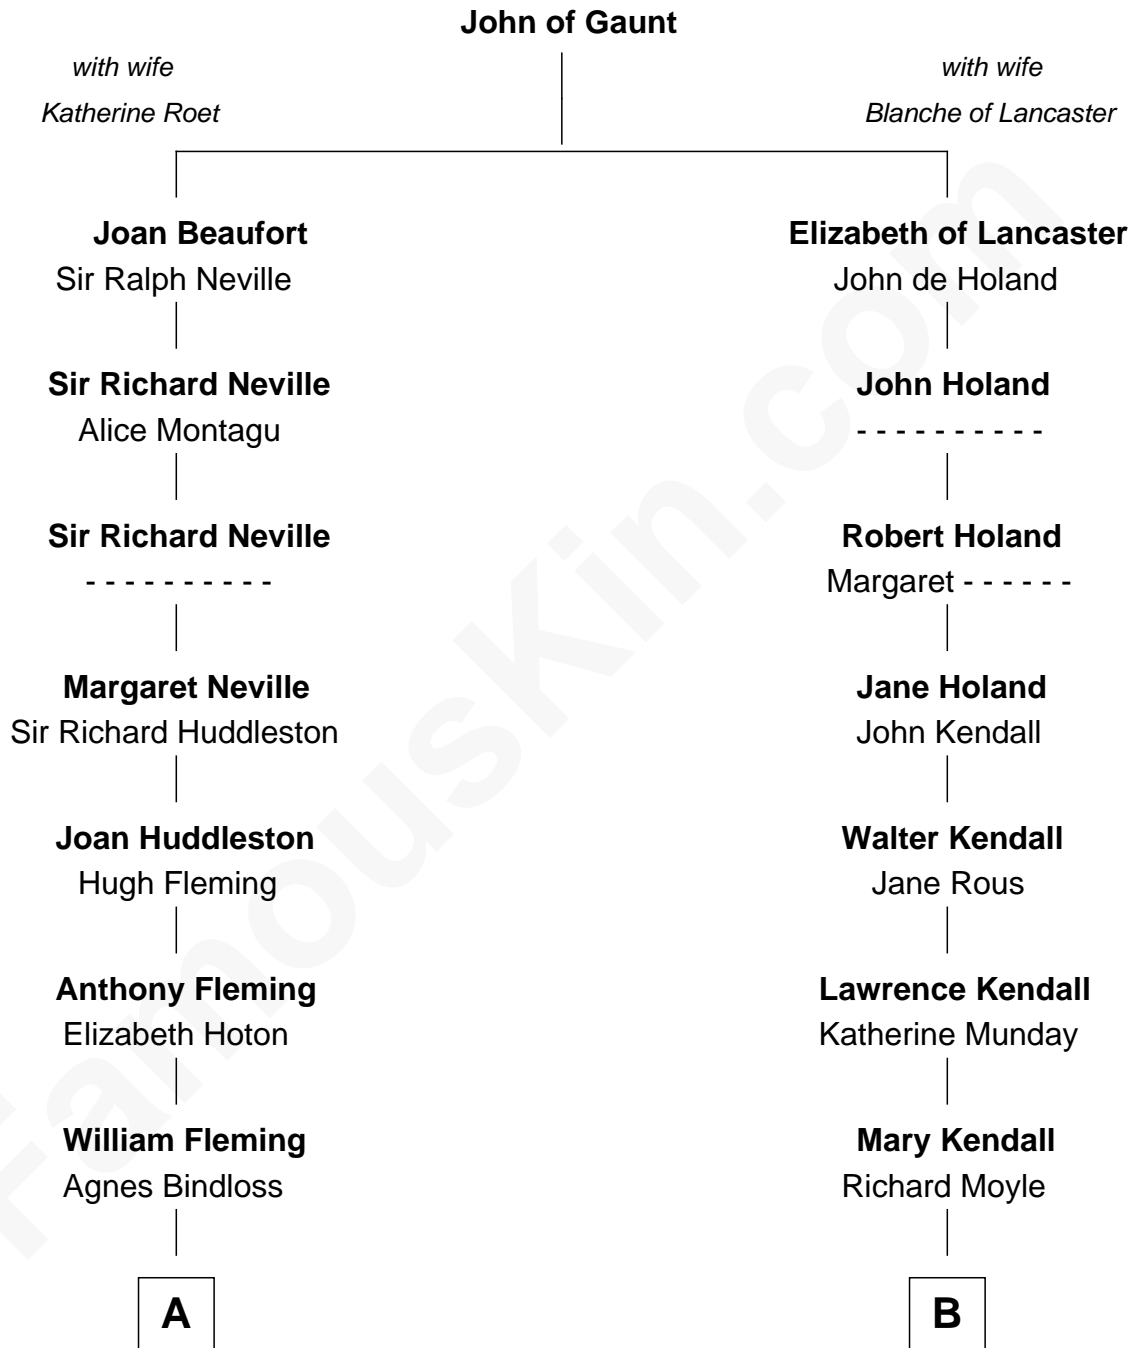 John of Gaunt
with wife
Katherine Roet
with wife
Blanche of Lancaster
Joan Beaufort
Sir Ralph Neville
Elizabeth of Lancaster
John de Holand
Sir Richard Neville
Alice Montagu
John Holand
- - - - - - - - - -
Sir Richard Neville
- - - - - - - - - -
Robert Holand
Margaret - - - - - -
Margaret Neville
Sir Richard Huddleston
Jane Holand
John Kendall
Joan Huddleston
Hugh Fleming
Walter Kendall
Jane Rous
Anthony Fleming
Elizabeth Hoton
Lawrence Kendall
Katherine Munday
William Fleming
Agnes Bindloss
Mary Kendall
Richard Moyle
A
B
FamousKin.com